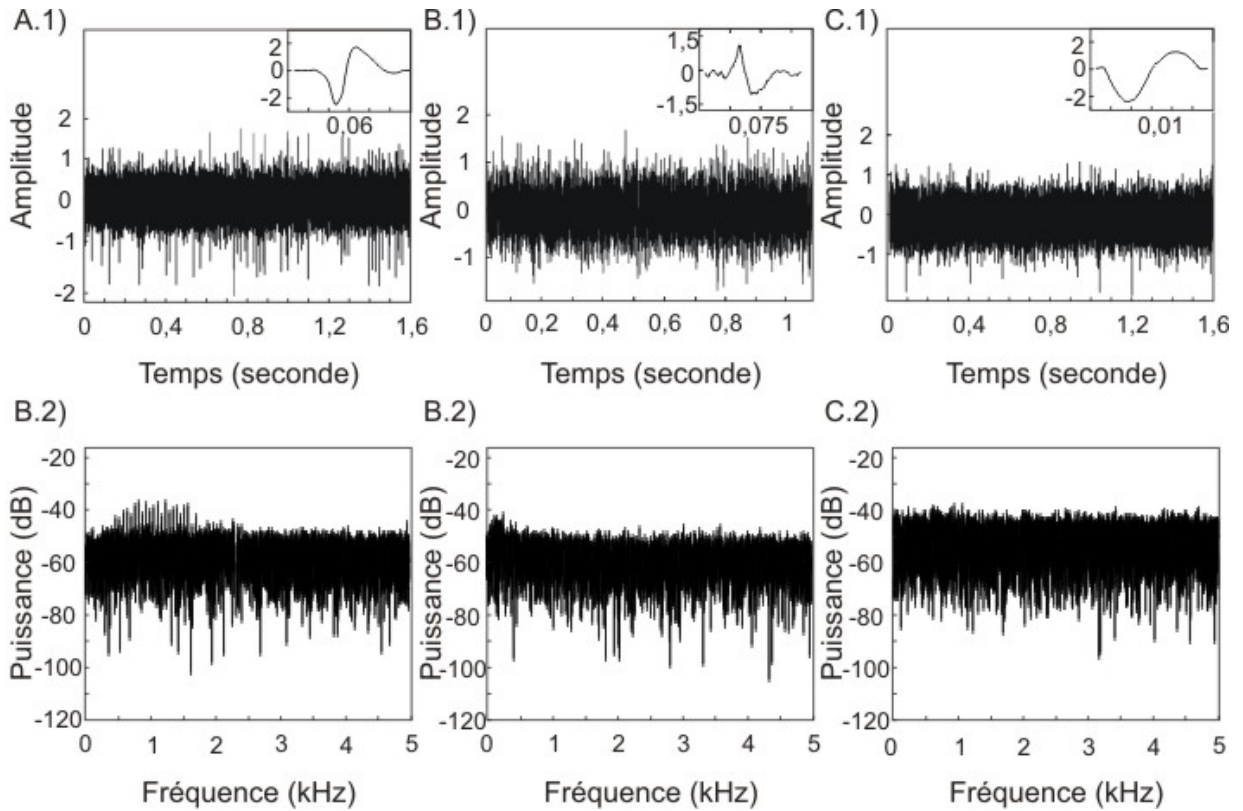 A.1) B.1) C.1)
2
0
-2
0,06
1,5
0
-1,5
0,075
2
0
-2
0,01
Amplitude
2
1
0
-1
-2
0 0,4 0,8 1,2 1,6
Temps (seconde)
Amplitude
2
1
0
-1
0 0,2 0,4 0,6 0,8 1
Temps (seconde)
Amplitude
2
1
0
-1
0 0,4 0,8 1,2 1,6
Temps (seconde)
B.2) B.2) C.2)
Puissance (dB)
-20
-40
-60
-80
-100
-120
0 1 2 3 4 5
Fréquence (kHz)
Puissance (dB)
-20
-40
-60
-80
-100
-120
0 1 2 3 4 5
Fréquence (kHz)
Puissance (dB)
-20
-40
-60
-80
-100
-120
0 1 2 3 4 5
Fréquence (kHz)